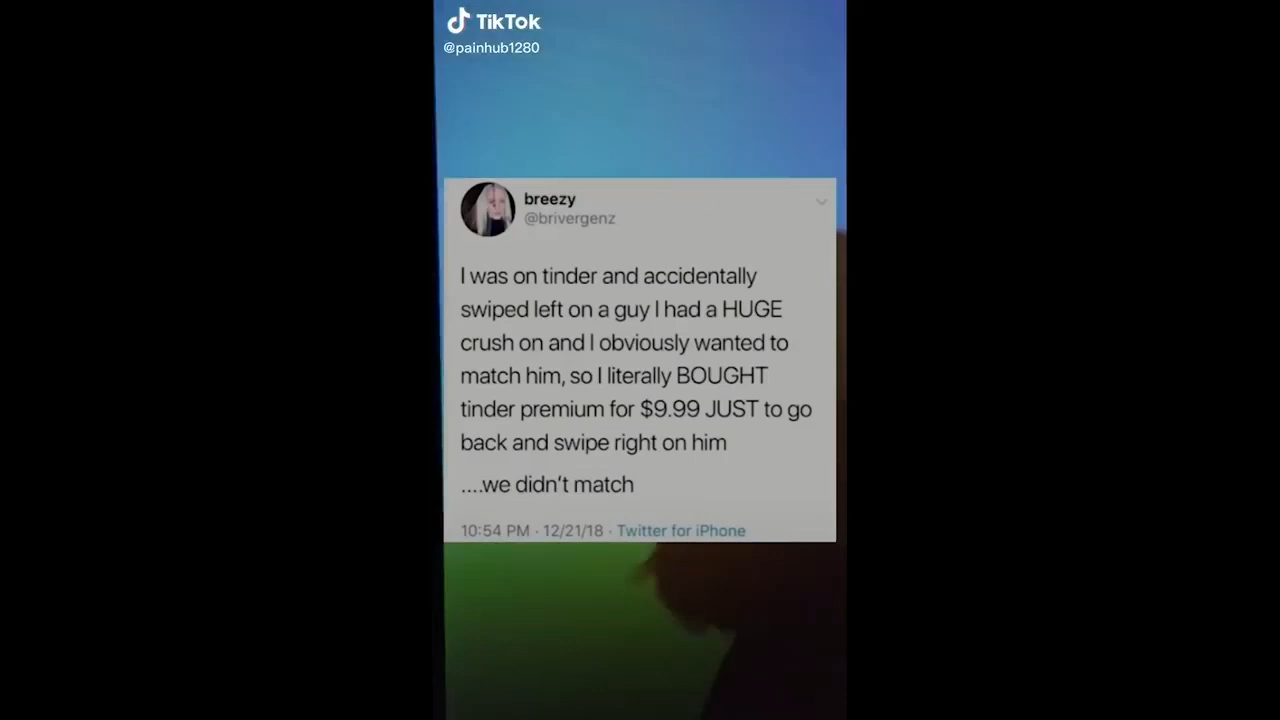 TikTok
@painhub1280
breezy
@brivergenz
I was on tinder and accidentally
swiped left on a guy I had a HUGE
crush on and I obviously wanted to
match him, so I literally BOUGHT
tinder premium for $9.99 JUST to go
back and swipe right on him
....we didn't match
10:54 PM · 12/21/18 · Twitter for iPhone